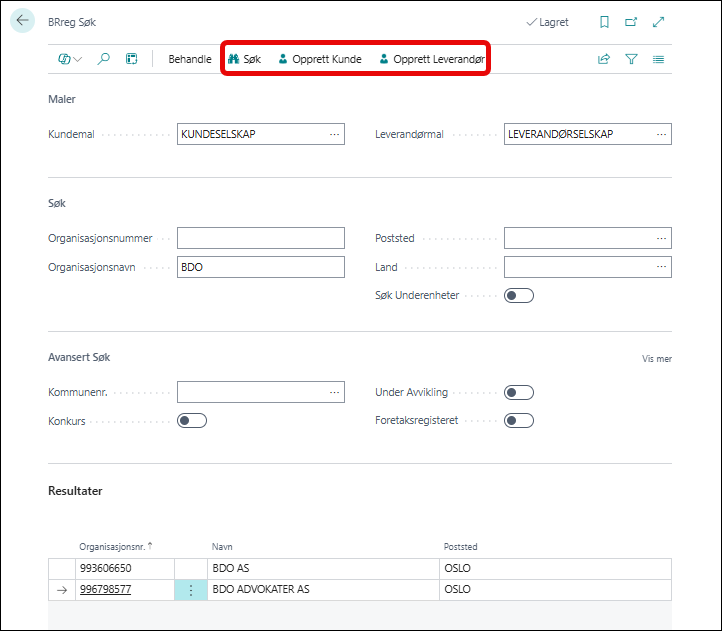 BRreg Søk
Lagret
Behandle Søk Opprett Kunde Opprett Leverandør
Maler
Kundemal KUNDESELSKAP ... Leverandørmal LEVERANDØRSELSKAP ...
Søk
Organisasjonsnummer Poststed ...
Organisasjonsnavn BDO Land ...
Søk Underenheter
Avansert Søk Vis mer
Kommunenr. ... Under Avvikling
Konkurs Foretaksregisteret
Resultater
Organisasjonsnr. ↑ Navn Poststed
993606650 BDO AS OSLO
→ 996798577 BDO ADVOKATER AS OSLO